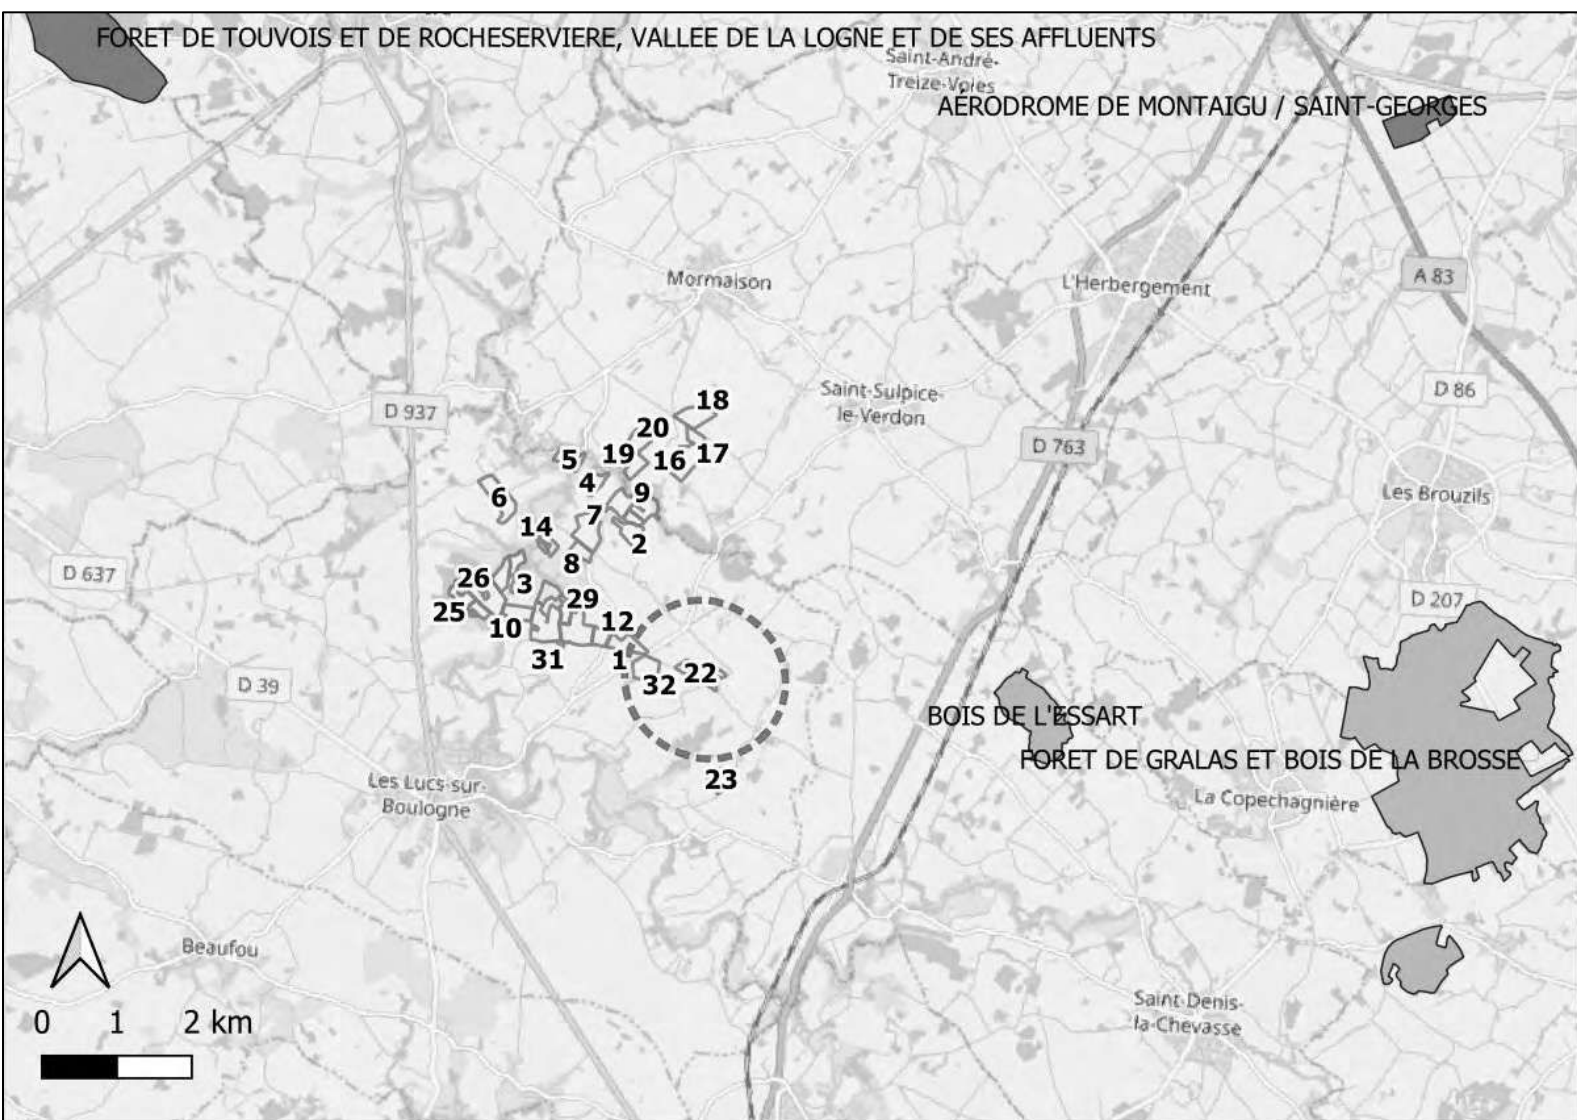 FORET DE TOUVOIS ET DE ROCHESERVIERE, VALLEE DE LA LOGNE ET DE SES AFFLUENTS
Saint-André-
Treize-Voies
AÉRODROME DE MONTAIGU / SAINT-GEORGES
Mormaison
L'Herbergement
A 83
D 937
Saint-Sulpice-
le-Verdon
D 86
18
20
5
19
16
17
D 763
4
6
9
Les Brouzils
14
7
2
8
D 637
26
3
25
29
D 207
10
12
31
1
22
32
D 39
BOIS DE L'ESSART
FORET DE GRALAS ET BOIS DE LA BROSSE
23
Les Lucs-sur-
Boulogne
La Copechagnière
Beaufou
Saint-Denis-
la-Chevasse
0 1 2 km